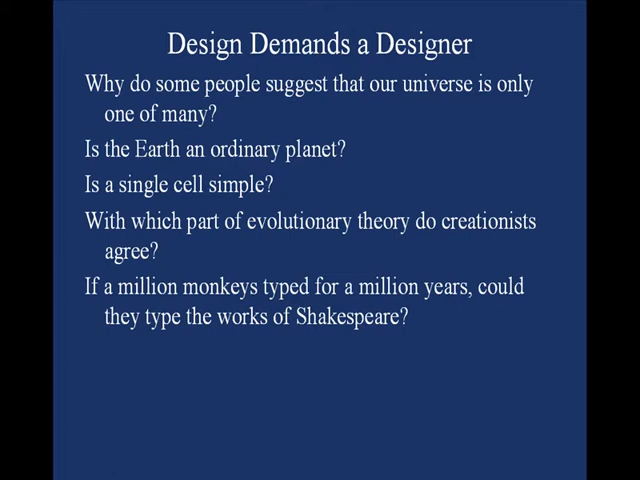 Design Demands a Designer
Why do some people suggest that our universe is only
one of many?
Is the Earth an ordinary planet?
Is a single cell simple?
With which part of evolutionary theory do creationists
agree?
If a million monkeys typed for a million years, could
they type the works of Shakespeare?